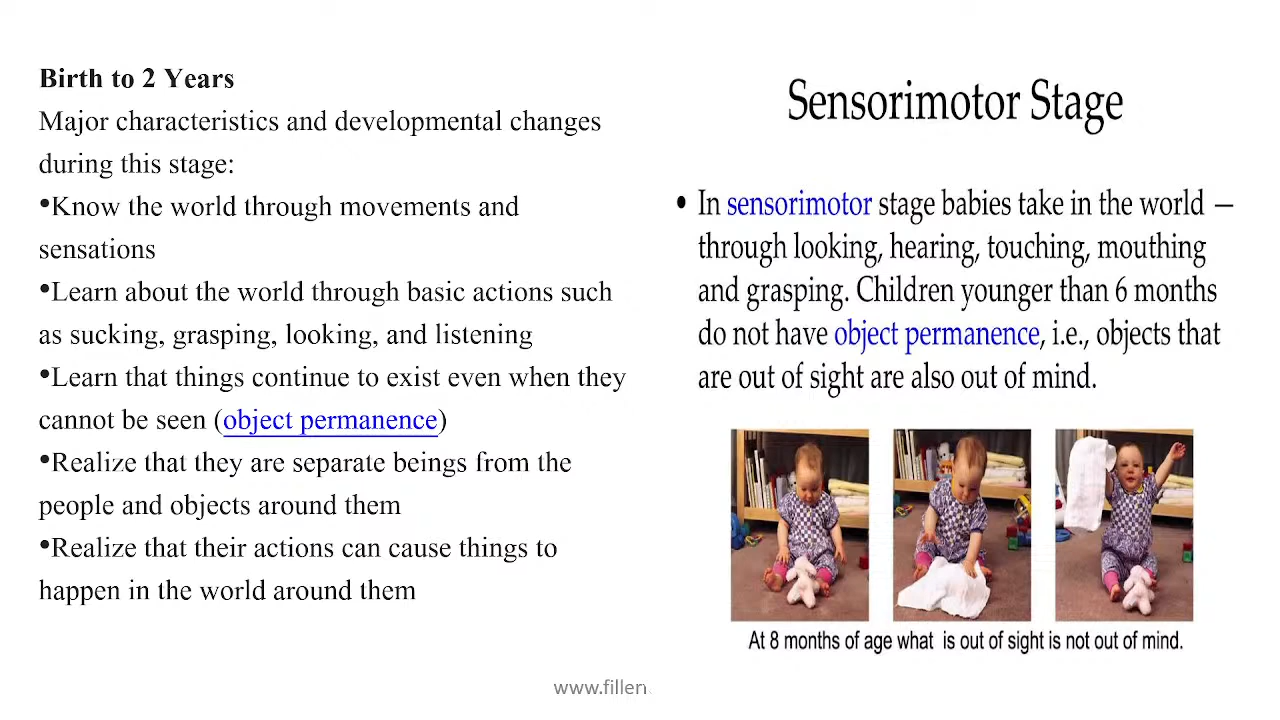 Birth to 2 Years
Major characteristics and developmental changes
during this stage:
•Know the world through movements and
sensations
•Learn about the world through basic actions such
as sucking, grasping, looking, and listening
•Learn that things continue to exist even when they
cannot be seen (object permanence)
•Realize that they are separate beings from the
people and objects around them
•Realize that their actions can cause things to
happen in the world around them
Sensorimotor Stage
• In sensorimotor stage babies take in the world —
through looking, hearing, touching, mouthing
and grasping. Children younger than 6 months
do not have object permanence, i.e., objects that
are out of sight are also out of mind.
At 8 months of age what is out of sight is not out of mind.
www.fillen